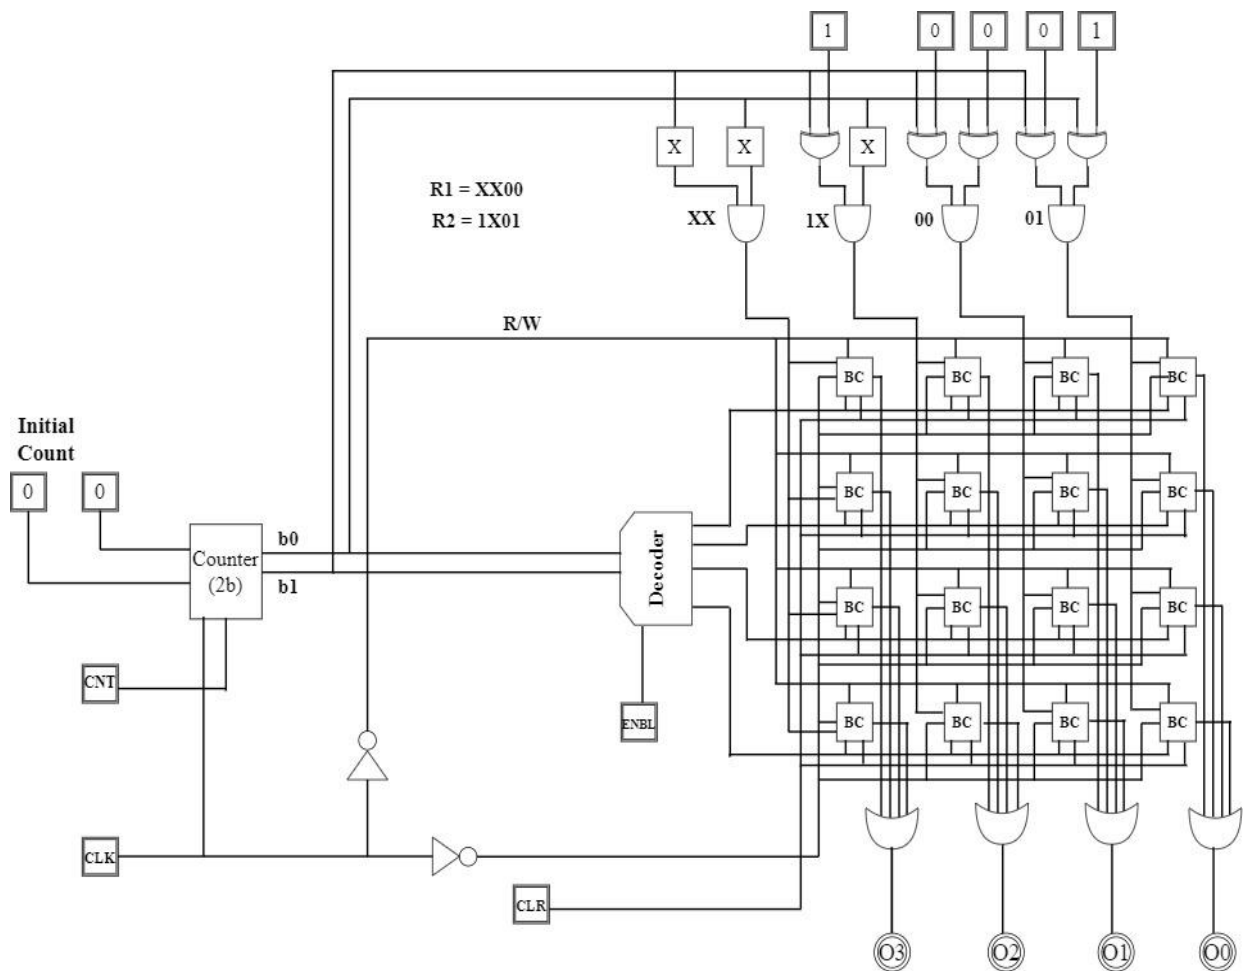 1 0 0 0 1
X X X
R1 = XX00
R2 = 1X01
XX 1X 00 01
R/W
BC BC BC BC
Initial
Count
0 0
BC BC BC BC
b0
Counter
(2b)
b1
Decoder
BC BC BC BC
CNT
ENBL
BC BC BC BC
CLK
CLR
O3 O2 O1 O0